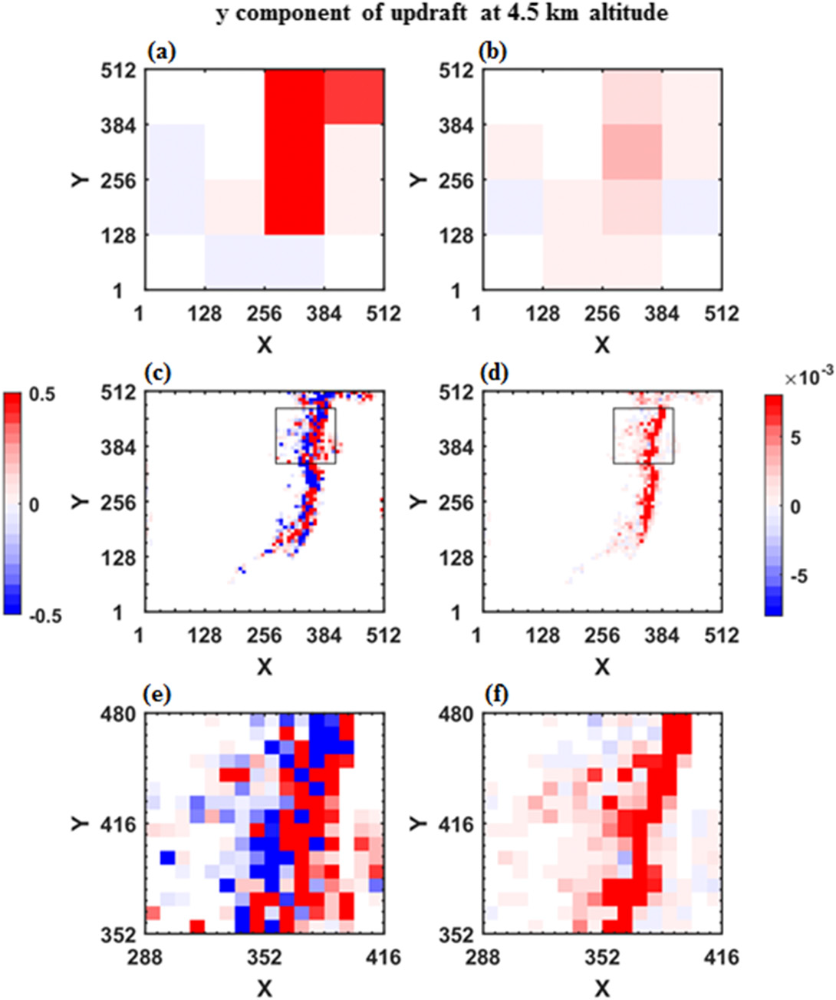 y component of updraft at 4.5 km altitude
(a) (b)
512 512
384 384
Y 256 Y 256
128 128
1 1
1 128 256 384 512 1 128 256 384 512
X X
(c) (d)
×10-3
0.5 512 512
384 384 5
0 Y 256 Y 256 0
128 128 -5
-0.5 1 1
1 128 256 384 512 1 128 256 384 512
X X
(e) (f)
480 480
Y 416 Y 416
352 352
288 352 416 288 352 416
X X